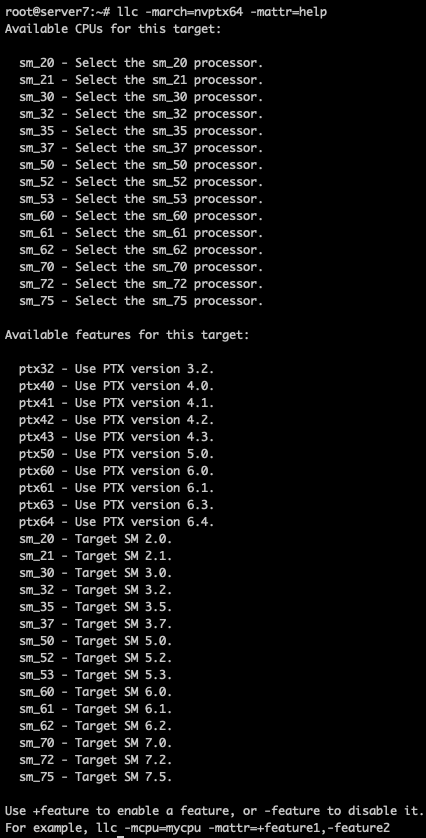 root@server7:~# llc -march=nvptx64 -mattr=help
Available CPUs for this target:
sm_20 - Select the sm_20 processor.
sm_21 - Select the sm_21 processor.
sm_30 - Select the sm_30 processor.
sm_32 - Select the sm_32 processor.
sm_35 - Select the sm_35 processor.
sm_37 - Select the sm_37 processor.
sm_50 - Select the sm_50 processor.
sm_52 - Select the sm_52 processor.
sm_53 - Select the sm_53 processor.
sm_60 - Select the sm_60 processor.
sm_61 - Select the sm_61 processor.
sm_62 - Select the sm_62 processor.
sm_70 - Select the sm_70 processor.
sm_72 - Select the sm_72 processor.
sm_75 - Select the sm_75 processor.
Available features for this target:
ptx32 - Use PTX version 3.2.
ptx40 - Use PTX version 4.0.
ptx41 - Use PTX version 4.1.
ptx42 - Use PTX version 4.2.
ptx43 - Use PTX version 4.3.
ptx50 - Use PTX version 5.0.
ptx60 - Use PTX version 6.0.
ptx61 - Use PTX version 6.1.
ptx63 - Use PTX version 6.3.
ptx64 - Use PTX version 6.4.
sm_20 - Target SM 2.0.
sm_21 - Target SM 2.1.
sm_30 - Target SM 3.0.
sm_32 - Target SM 3.2.
sm_35 - Target SM 3.5.
sm_37 - Target SM 3.7.
sm_50 - Target SM 5.0.
sm_52 - Target SM 5.2.
sm_53 - Target SM 5.3.
sm_60 - Target SM 6.0.
sm_61 - Target SM 6.1.
sm_62 - Target SM 6.2.
sm_70 - Target SM 7.0.
sm_72 - Target SM 7.2.
sm_75 - Target SM 7.5.
Use +feature to enable a feature, or -feature to disable it.
For example, llc -mcpu=mycpu -mattr=+feature1,-feature2